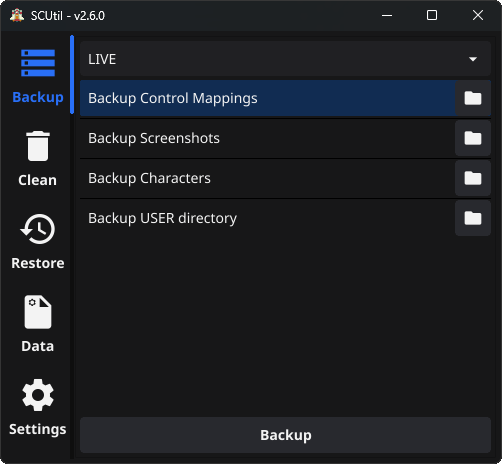 SCUtil - v2.6.0
LIVE
Backup
Backup Control Mappings
Backup Screenshots
Clean
Backup Characters
Backup USER directory
Restore
Data
Settings
Backup